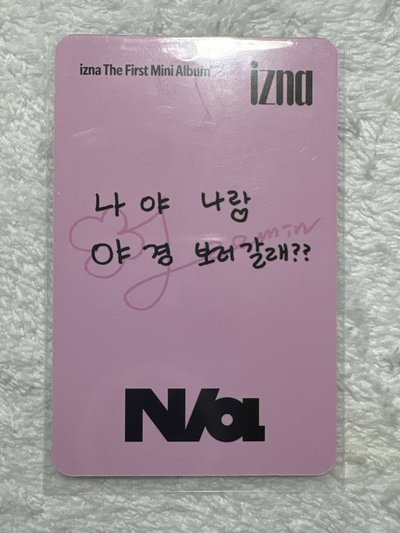 izna The First Mini Album
izna
나 야 나랑
야 경 보러갈래??
N/a